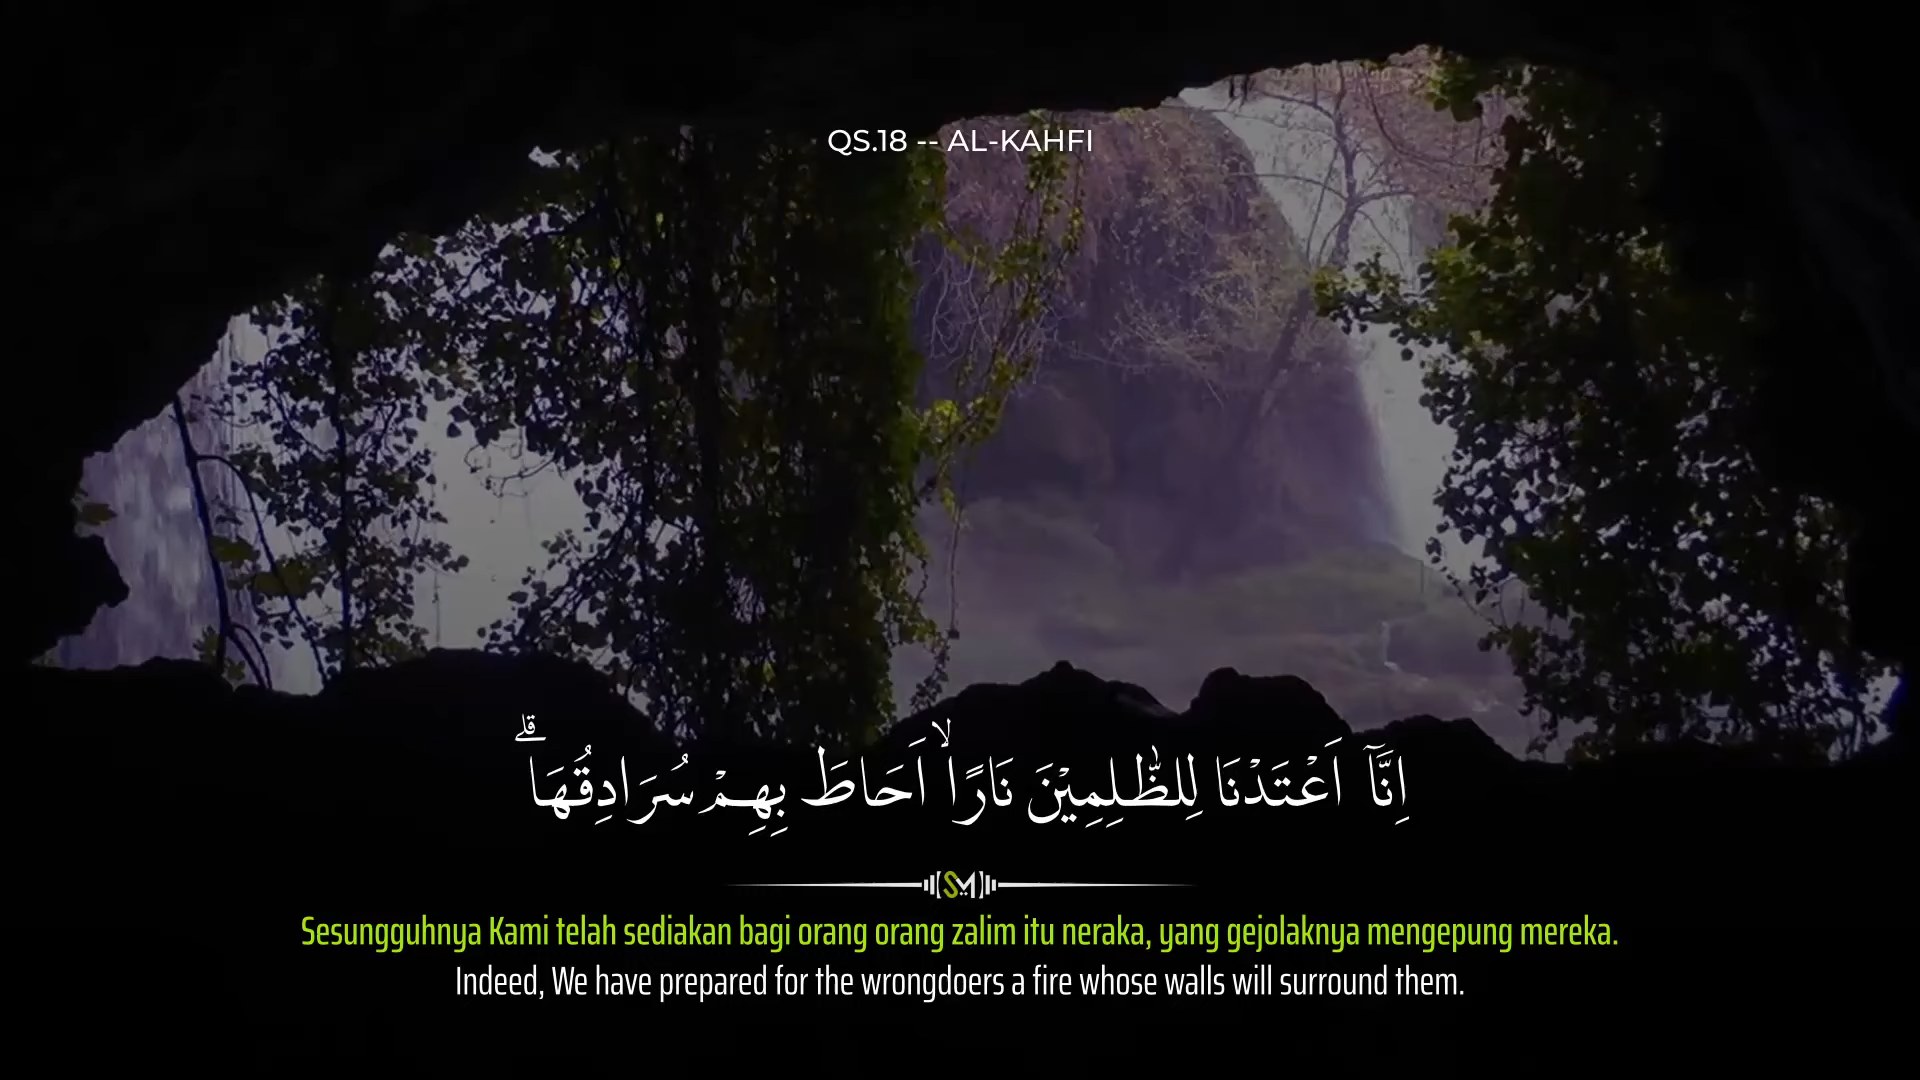 QS.18 -- AL-KAHFI
اِنَّآ اَعْتَدْنَا لِلظّٰلِمِيْنَ نَارًاۙ اَحَاطَ بِهِمْ سُرَادِقُهَاۗ
SM
Sesungguhnya Kami telah sediakan bagi orang orang zalim itu neraka, yang gejolaknya mengepung mereka.
Indeed, We have prepared for the wrongdoers a fire whose walls will surround them.